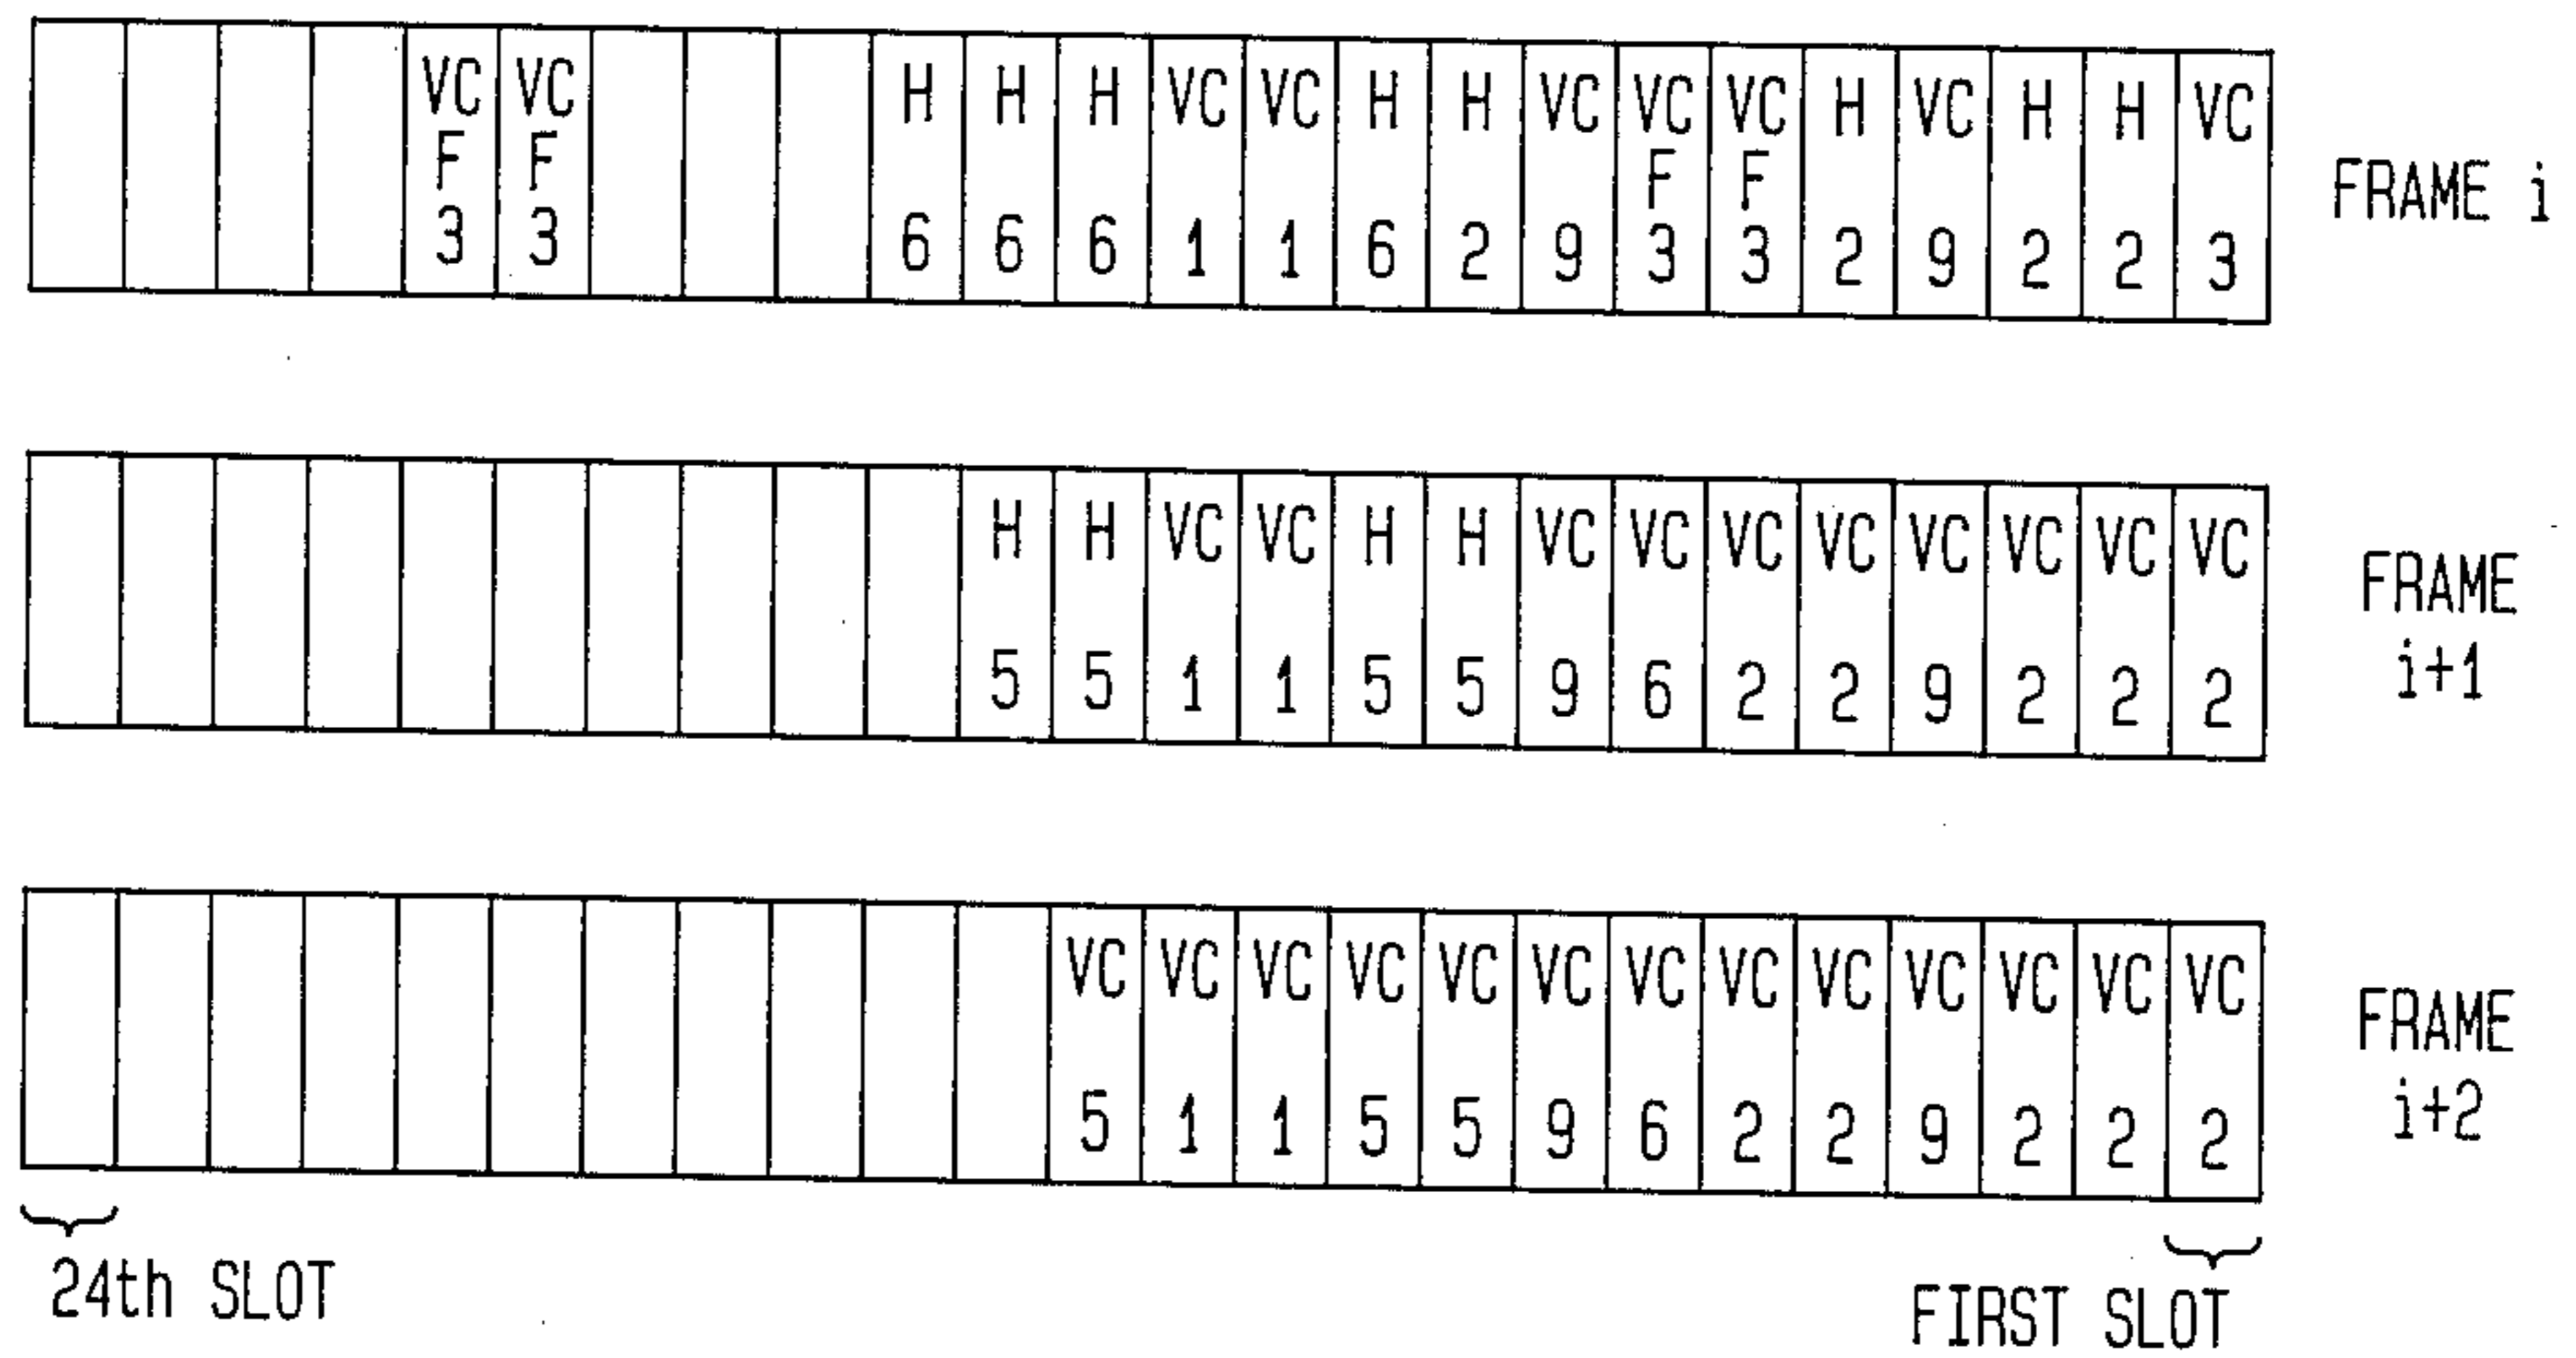 VC VC H H H VC VC H H VC VC VC H VC H H VC
F F F F
3 3 6 6 6 1 1 6 2 9 3 3 2 9 2 2 3
FRAME i
H H VC VC H H VC VC VC VC VC VC VC VC
5 5 1 1 5 5 9 6 2 2 9 2 2 2
FRAME
i+1
VC VC VC VC VC VC VC VC VC VC VC VC VC
5 1 1 5 5 9 6 2 2 9 2 2 2
FRAME
i+2
24th SLOT
FIRST SLOT